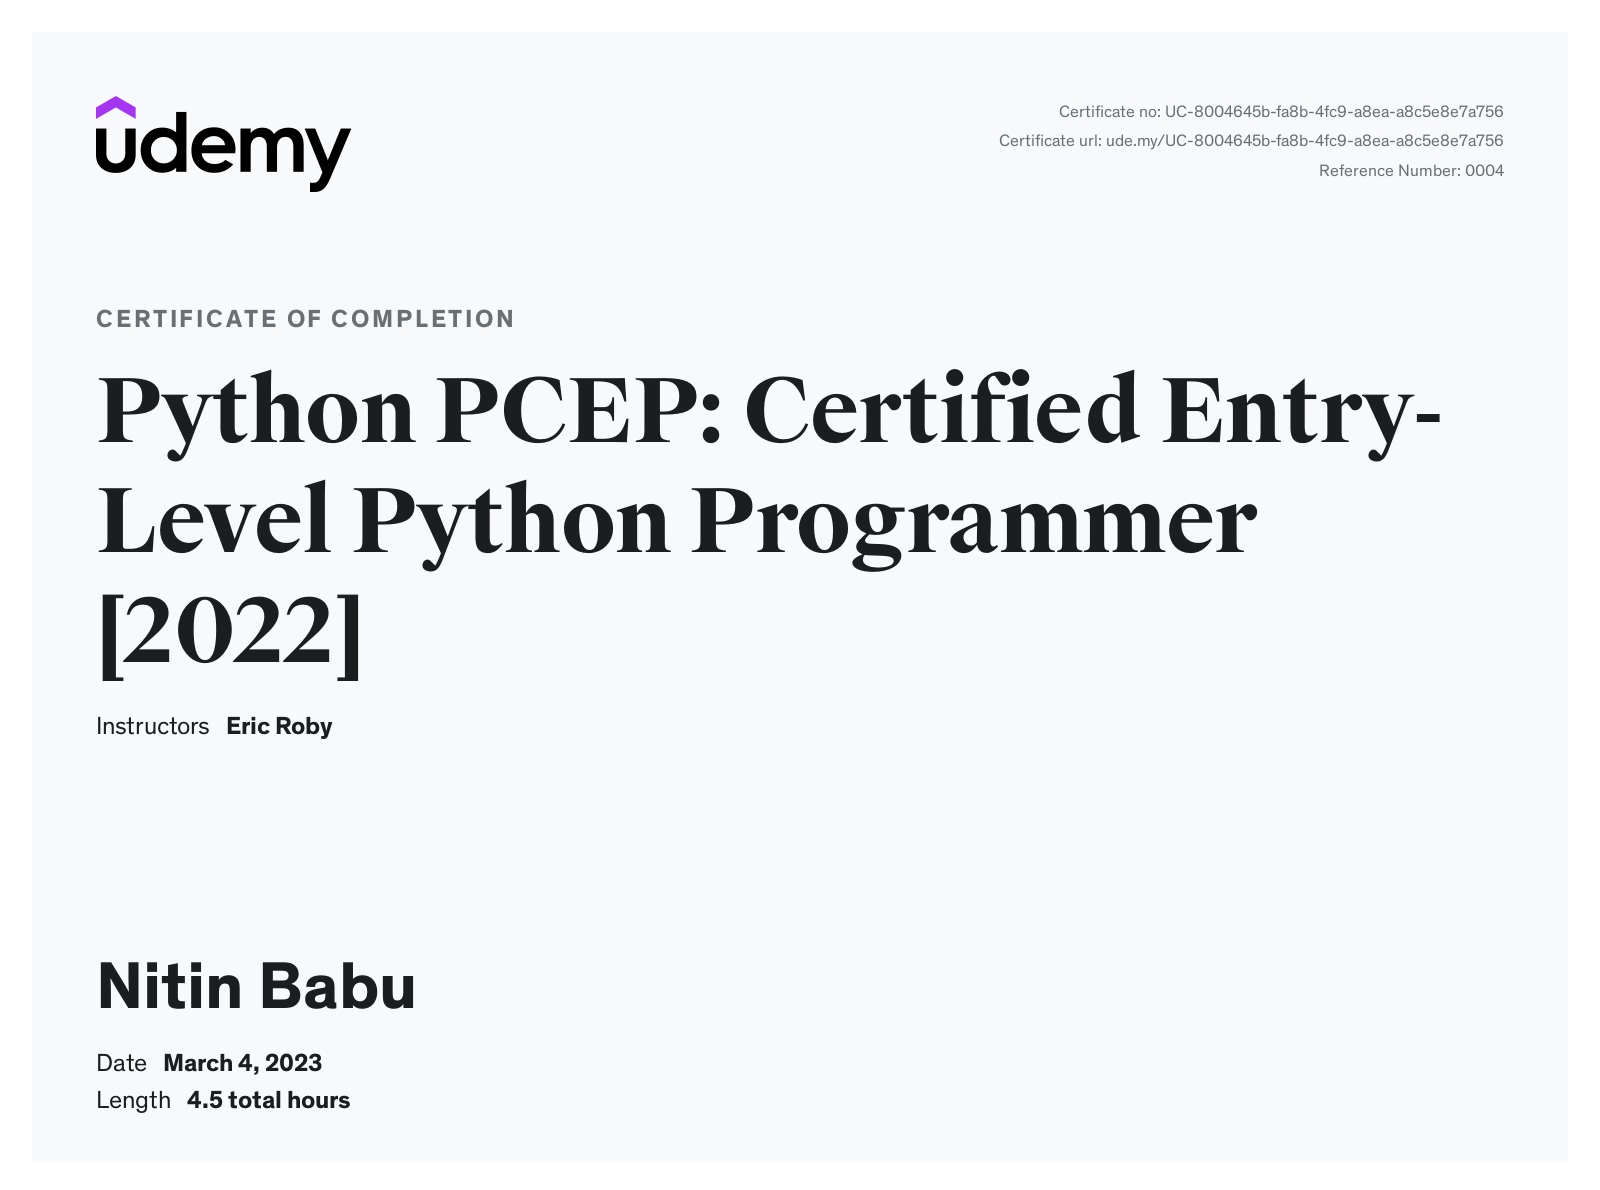 udemy
Certificate no: UC-8004645b-fa8b-4fc9-a8ea-a8c5e8e7a756
Certificate url: ude.my/UC-8004645b-fa8b-4fc9-a8ea-a8c5e8e7a756
Reference Number: 0004
CERTIFICATE OF COMPLETION
Python PCEP: Certified Entry-
Level Python Programmer
[2022]
Instructors Eric Roby
Nitin Babu
Date March 4, 2023
Length 4.5 total hours